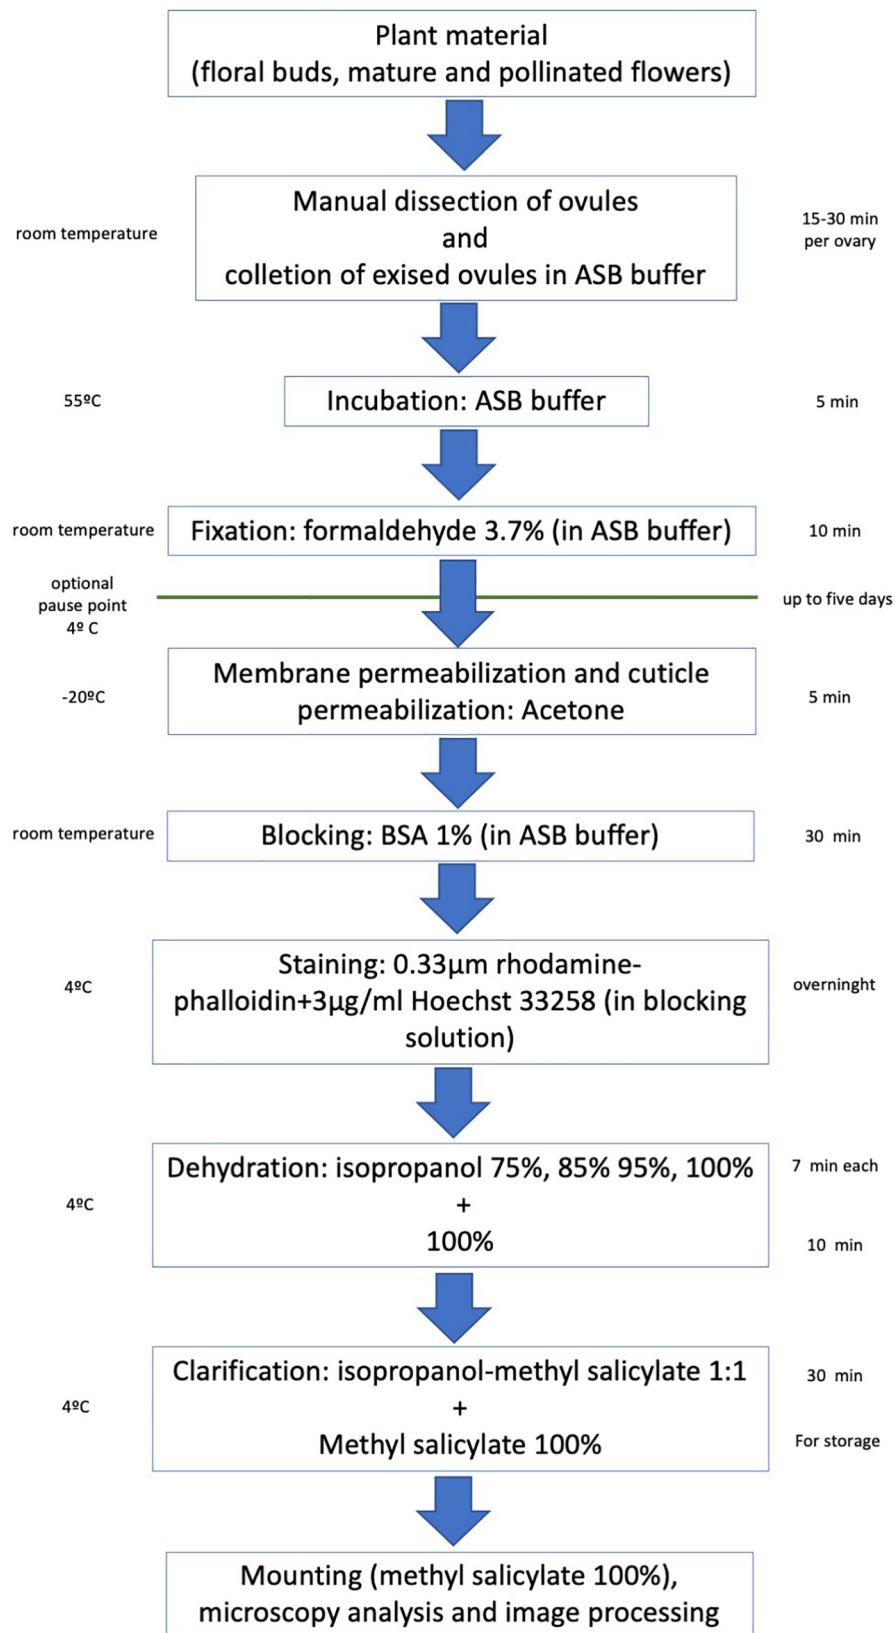 Plant material
(floral buds, mature and pollinated flowers)
room temperature
Manual dissection of ovules
and
colletion of exised ovules in ASB buffer
15-30 min
per ovary
55ºC
Incubation: ASB buffer
5 min
room temperature
Fixation: formaldehyde 3.7% (in ASB buffer)
10 min
optional
pause point
4º C
up to five days
-20ºC
Membrane permeabilization and cuticle
permeabilization: Acetone
5 min
room temperature
Blocking: BSA 1% (in ASB buffer)
30 min
4ºC
Staining: 0.33µm rhodamine-
phalloidin+3µg/ml Hoechst 33258 (in blocking
solution)
overninght
4ºC
Dehydration: isopropanol 75%, 85% 95%, 100%
+
100%
7 min each
10 min
4ºC
Clarification: isopropanol-methyl salicylate 1:1
+
Methyl salicylate 100%
30 min
For storage
Mounting (methyl salicylate 100%),
microscopy analysis and image processing